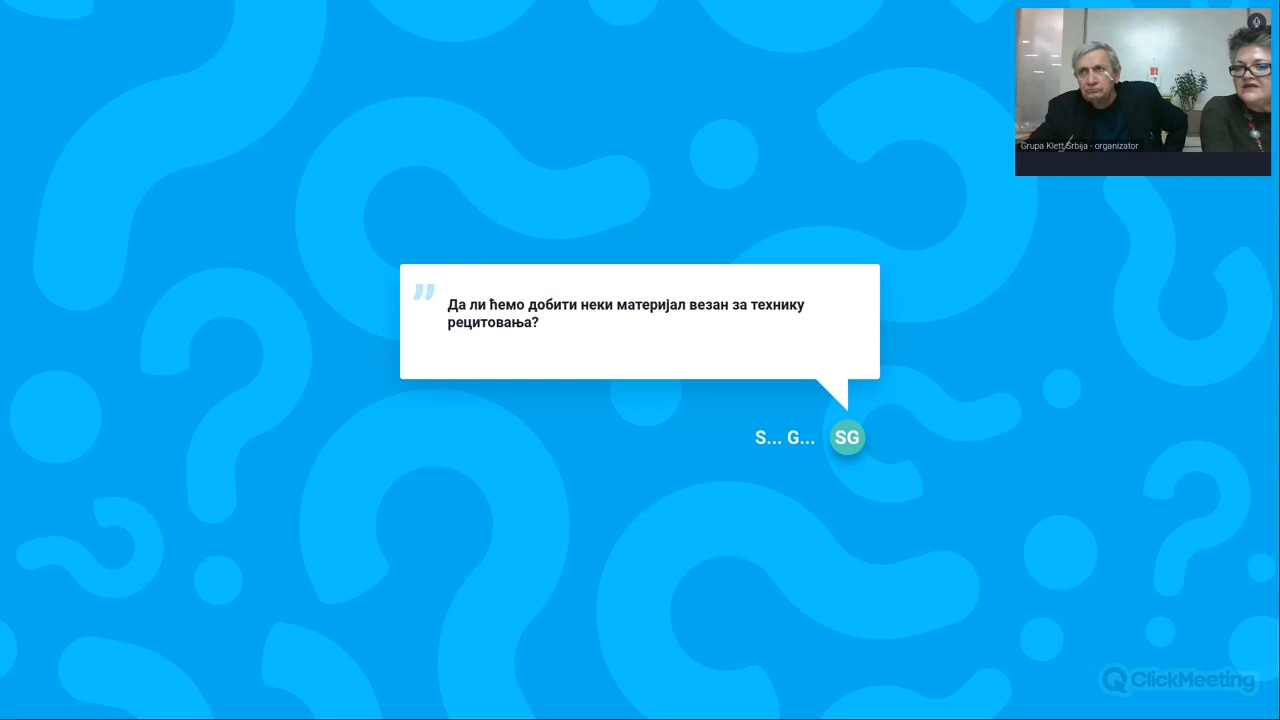 Grupa Klett Srbija - organizator
Да ли ћемо добити неки материјал везан за технику
рецитовања?
S... G... SG
ClickMeeting